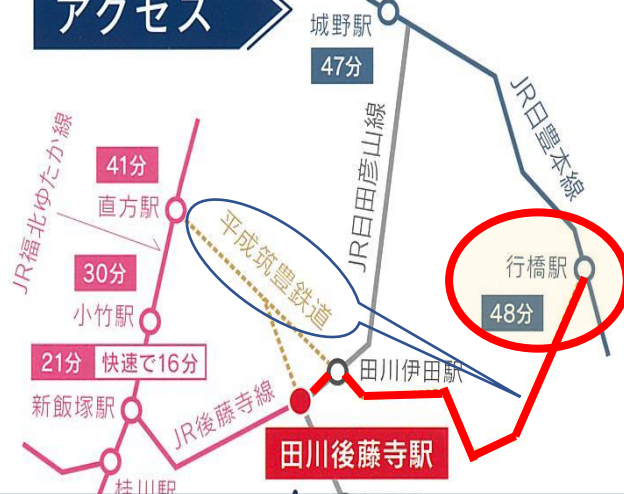 アクセス
城野駅
47分
JR日豊本線
JR福北ゆたか線
41分
直方駅
平成筑豊鉄道
JR日田彦山線
30分
小竹駅
行橋駅
48分
21分 快速で16分
新飯塚駅
田川伊田駅
JR後藤寺線
田川後藤寺駅
桂川駅